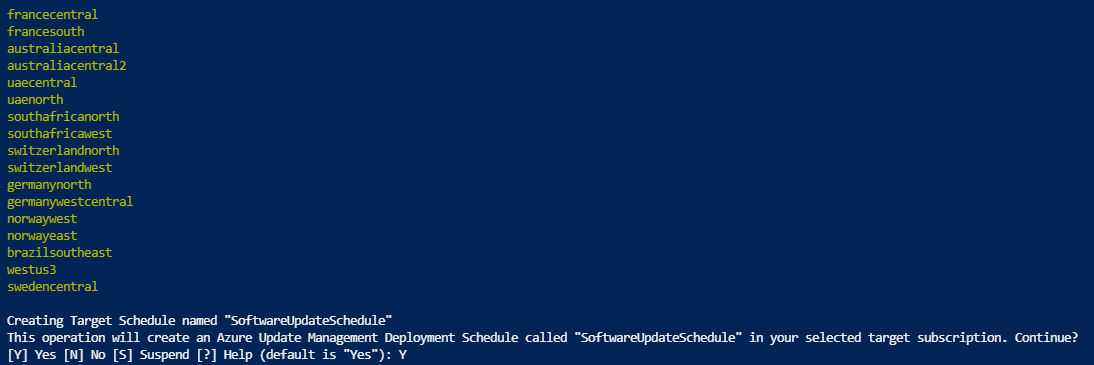 francecentral
francesouth
australiacentral
australiacentral2
uaecentral
uaenorth
southafricanorth
southafricawest
switzerlandnorth
switzerlandwest
germanynorth
germanywestcentral
norwaywest
norwayeast
brazilsoutheast
westus3
swedencentral
Creating Target Schedule named "SoftwareUpdateSchedule"
This operation will create an Azure Update Management Deployment Schedule called "SoftwareUpdateSchedule" in your selected target subscription. Continue?
[Y] Yes [N] No [S] Suspend [?] Help (default is "Yes"): Y